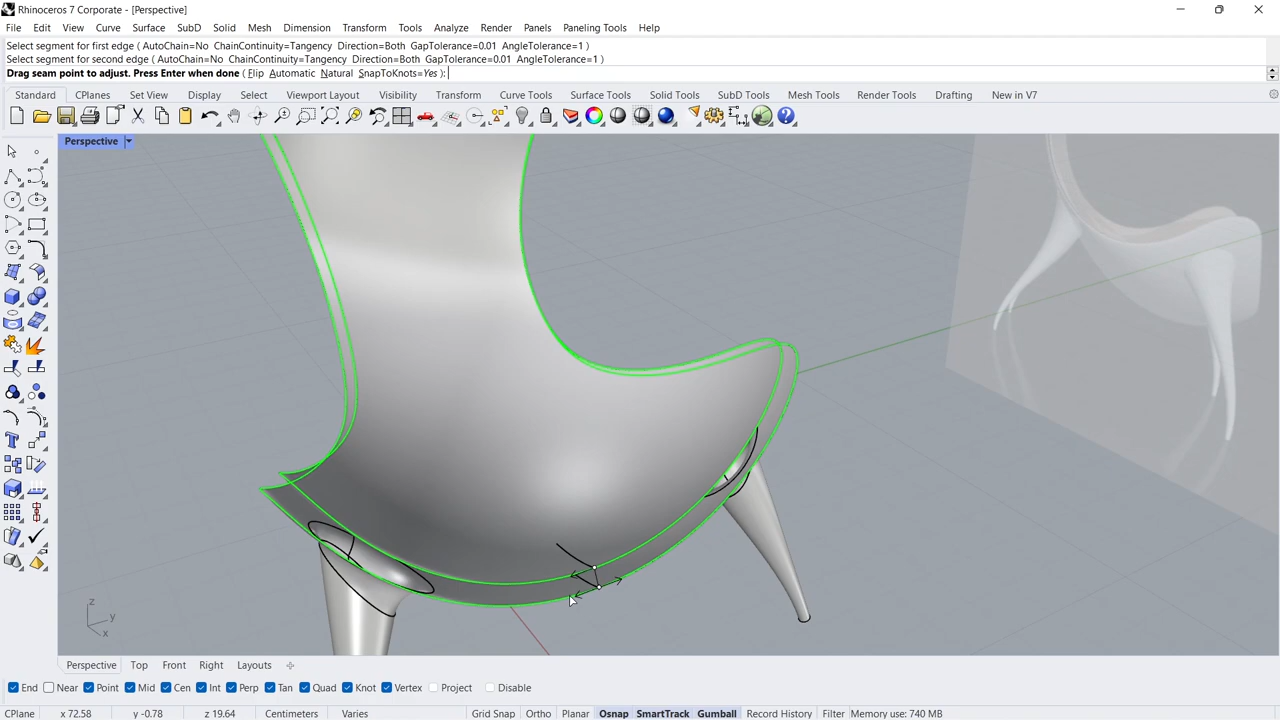 Rhinoceros 7 Corporate - [Perspective]
File Edit View Curve Surface SubD Solid Mesh Dimension Transform Tools Analyze Render Panels Paneling Tools Help
Select segment for first edge ( AutoChain=No ChainContinuity=Tangency Direction=Both GapTolerance=0.01 AngleTolerance=1 )
Select segment for second edge ( AutoChain=No ChainContinuity=Tangency Direction=Both GapTolerance=0.01 AngleTolerance=1 )
Drag seam point to adjust. Press Enter when done ( Flip Automatic Natural SnapToKnots=Yes ):
Standard CPlanes Set View Display Select Viewport Layout Visibility Transform Curve Tools Surface Tools Solid Tools SubD Tools Mesh Tools Render Tools Drafting New in V7
Perspective
z
y
x
Perspective Top Front Right Layouts
End Near Point Mid Cen Int Perp Tan Quad Knot Vertex Project Disable
CPlane x 72.58 y -0.78 z 19.64 Centimeters Varies Grid Snap Ortho Planar Osnap SmartTrack Gumball Record History Filter Memory use: 740 MB